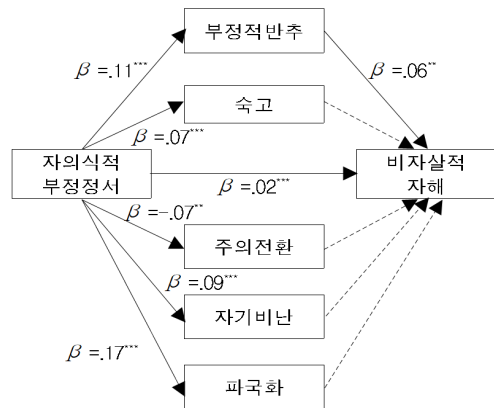 부정적반추
β =.11***
β =.06**
숙고
β =.07***
자의식적
부정정서
비자살적
자해
β =.02***
β =-.07**
주의전환
β =.09***
자기비난
β =.17***
파국화